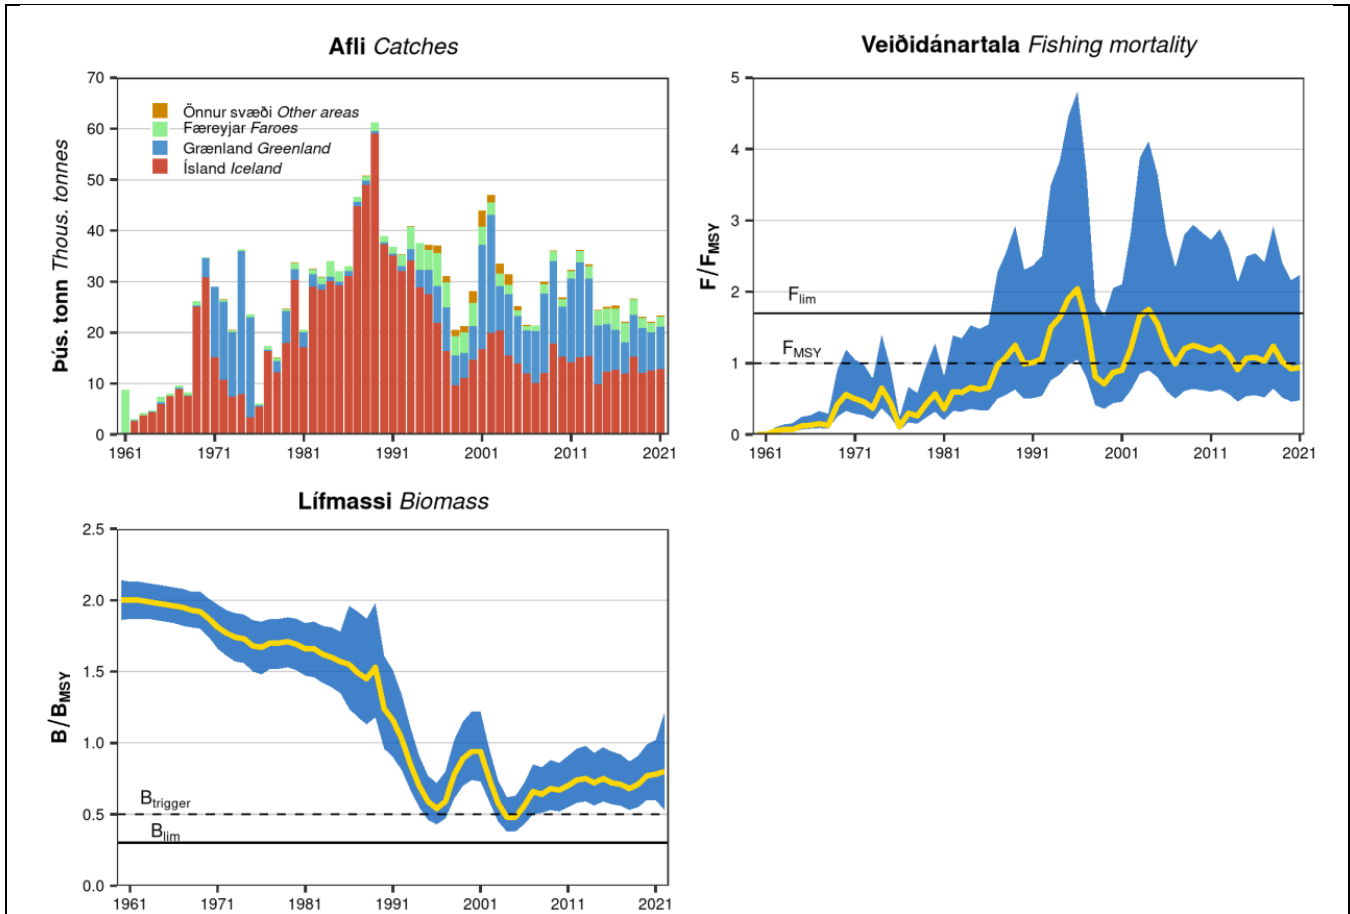 Afli Catches
Þús. tonn Thous. tonnes
70
60
50
40
30
20
10
0
Önnur svæði Other areas
Færeyjar Faroes
Grænland Greenland
Ísland Iceland
1961 1971 1981 1991 2001 2011 2021
Veiðidánartala Fishing mortality
F/FMSY
5
4
3
2
1
0
Flim
FMSY
1961 1971 1981 1991 2001 2011 2021
Lífmassi Biomass
B/BMSY
2.5
2.0
1.5
1.0
0.5
0.0
Btrigger
Blim
1961 1971 1981 1991 2001 2011 2021